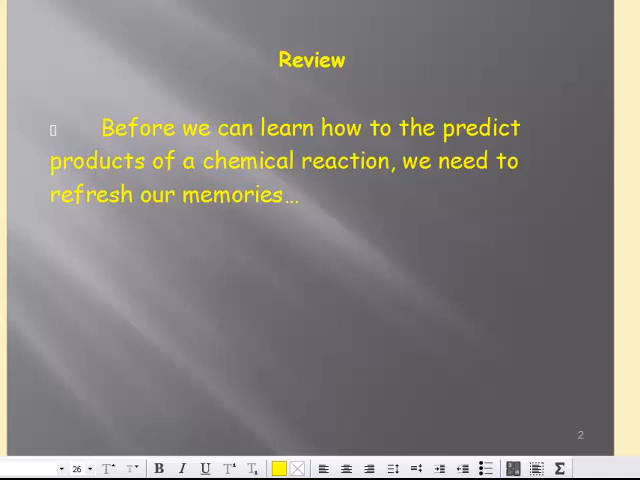 Review
Before we can learn how to the predict
products of a chemical reaction, we need to
refresh our memories…
2
26 T T B I U T T Σ